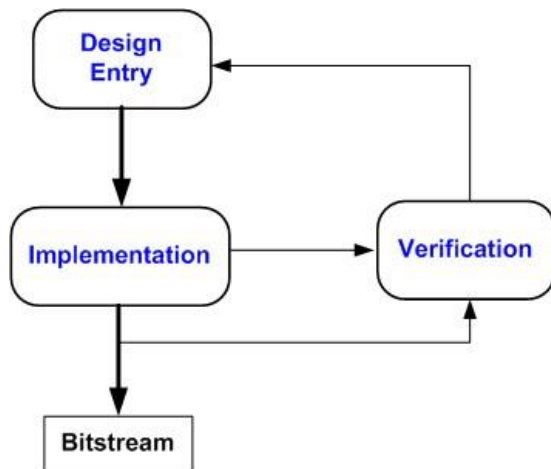 Design
Entry
Implementation
Verification
Bitstream